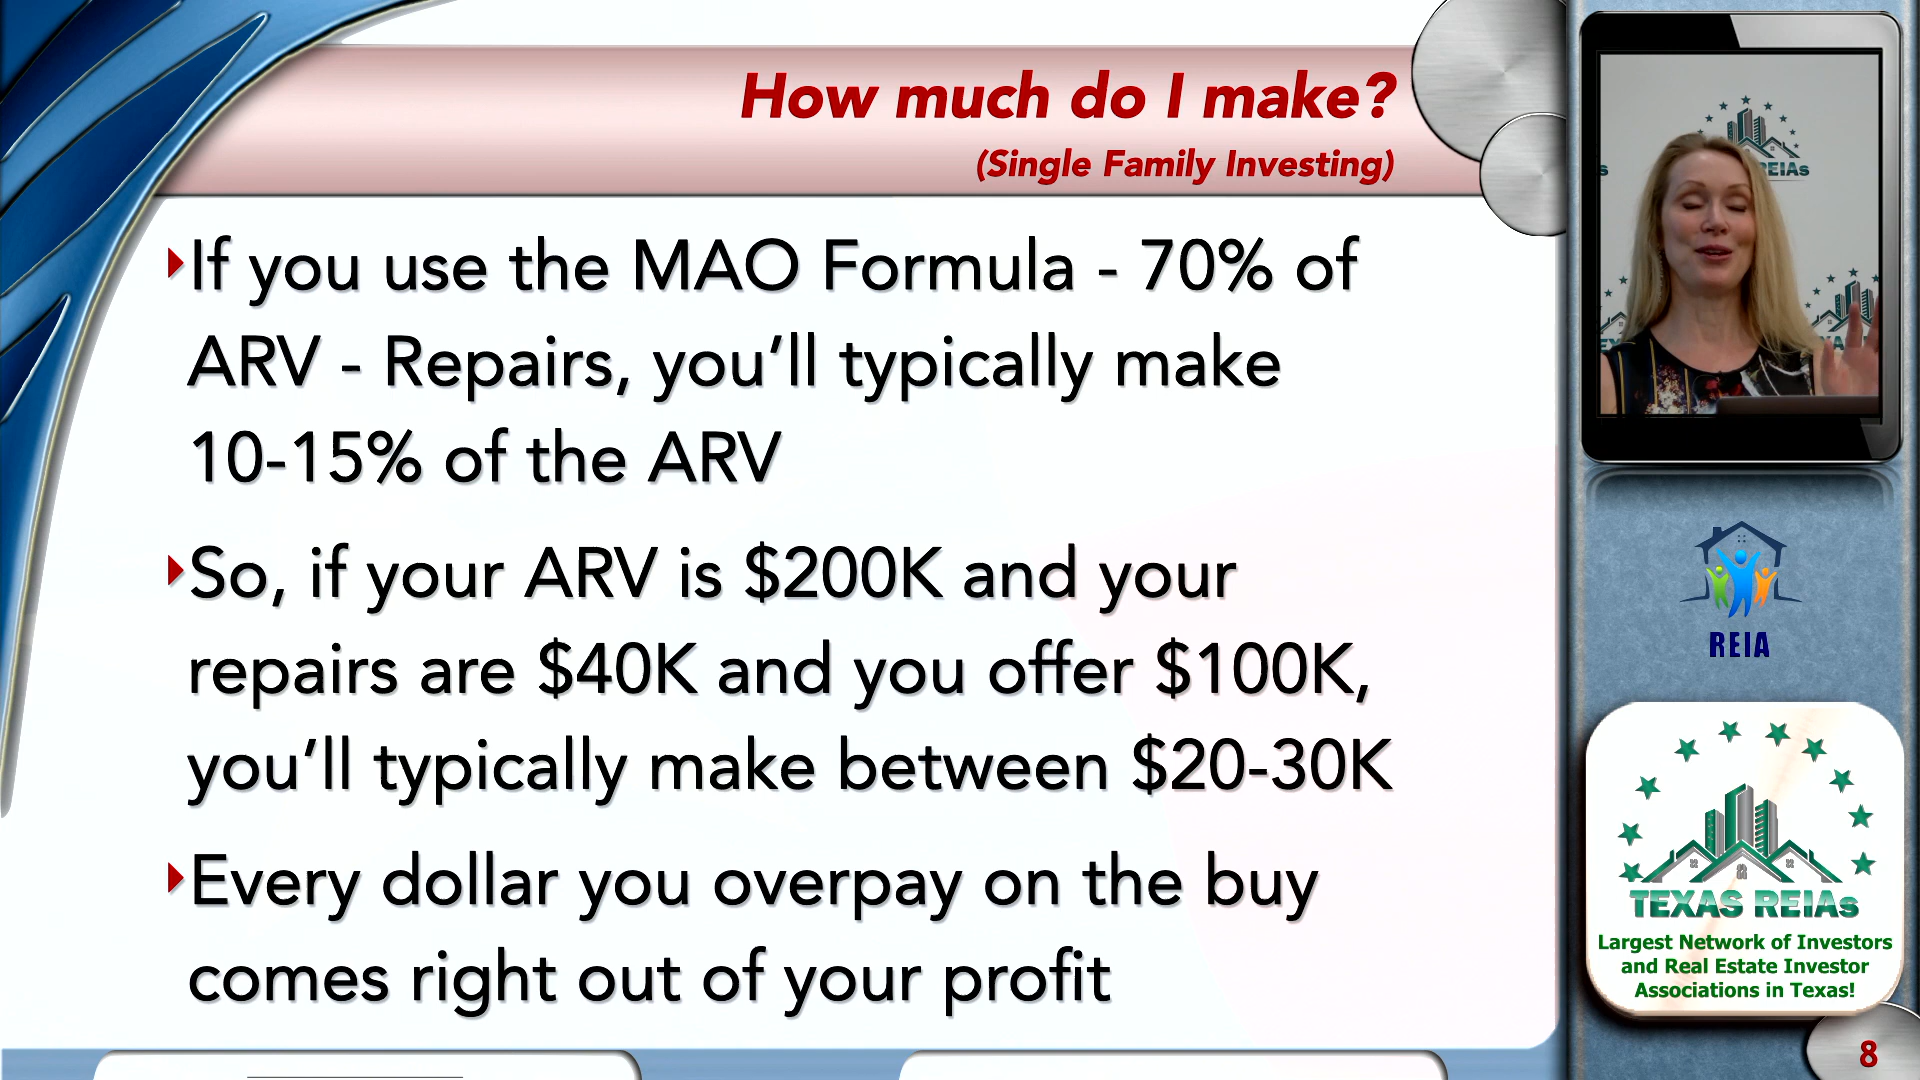 How much do I make?
(Single Family Investing)
If you use the MAO Formula - 70% of
ARV - Repairs, you’ll typically make
10-15% of the ARV
So, if your ARV is $200K and your
repairs are $40K and you offer $100K,
you’ll typically make between $20-30K
Every dollar you overpay on the buy
comes right out of your profit
EIAs
REIA
TEXAS REIAs
Largest Network of Investors
and Real Estate Investor
Associations in Texas!
8